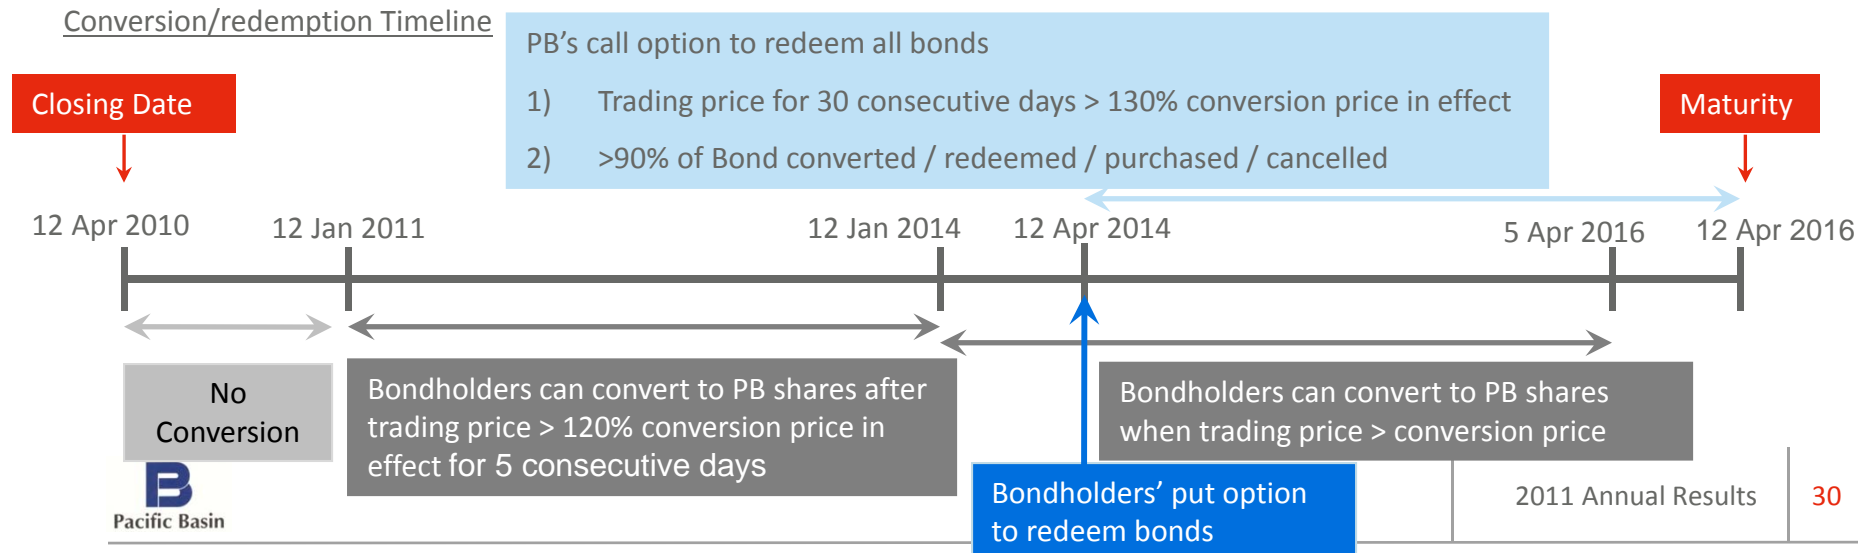 Conversion/redemption Timeline
PB’s call option to redeem all bonds
1) Trading price for 30 consecutive days > 130% conversion price in effect
2) >90% of Bond converted / redeemed / purchased / cancelled
Closing Date
Maturity
12 Apr 2010
12 Jan 2011
12 Jan 2014
12 Apr 2014
5 Apr 2016
12 Apr 2016
No
Conversion
Bondholders can convert to PB shares after
trading price > 120% conversion price in
effect for 5 consecutive days
Bondholders can convert to PB shares
when trading price > conversion price
Bondholders’ put option
to redeem bonds
Pacific Basin
2011 Annual Results
30